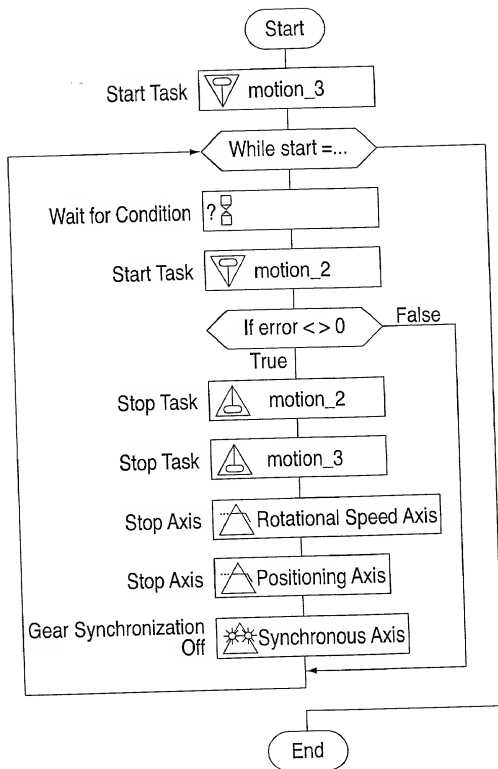 Start
Start Task motion_3
While start =...
Wait for Condition ?
Start Task motion_2
If error < > 0
False
True
Stop Task motion_2
Stop Task motion_3
Stop Axis Rotational Speed Axis
Stop Axis Positioning Axis
Gear Synchronization
Off Synchronous Axis
End